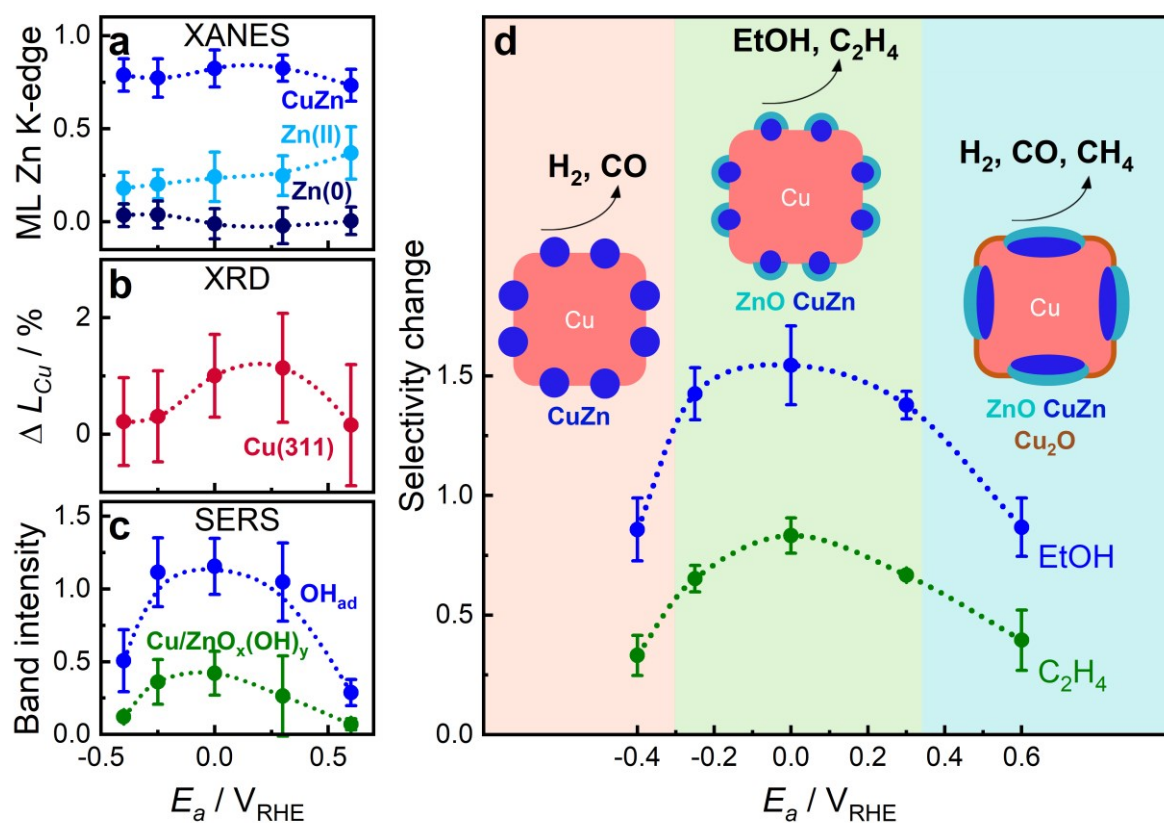 a
XANES
ML Zn K-edge
1.0
0.5
0.0
CuZn
Zn(II)
Zn(0)
b
XRD
Δ L_Cu / %
2
0
Cu(311)
c
SERS
Band intensity
1.5
1.0
0.5
0.0
OH_ad
Cu/ZnO_x(OH)_y
-0.5
0.0
0.5
E_a / V_RHE
d
Selectivity change
1.5
1.0
0.5
0.0
H₂, CO
Cu
CuZn
EtOH, C₂H₄
Cu
ZnO CuZn
H₂, CO, CH₄
Cu
ZnO CuZn
Cu₂O
EtOH
C₂H₄
-0.4
-0.2
0.0
0.2
0.4
0.6
E_a / V_RHE